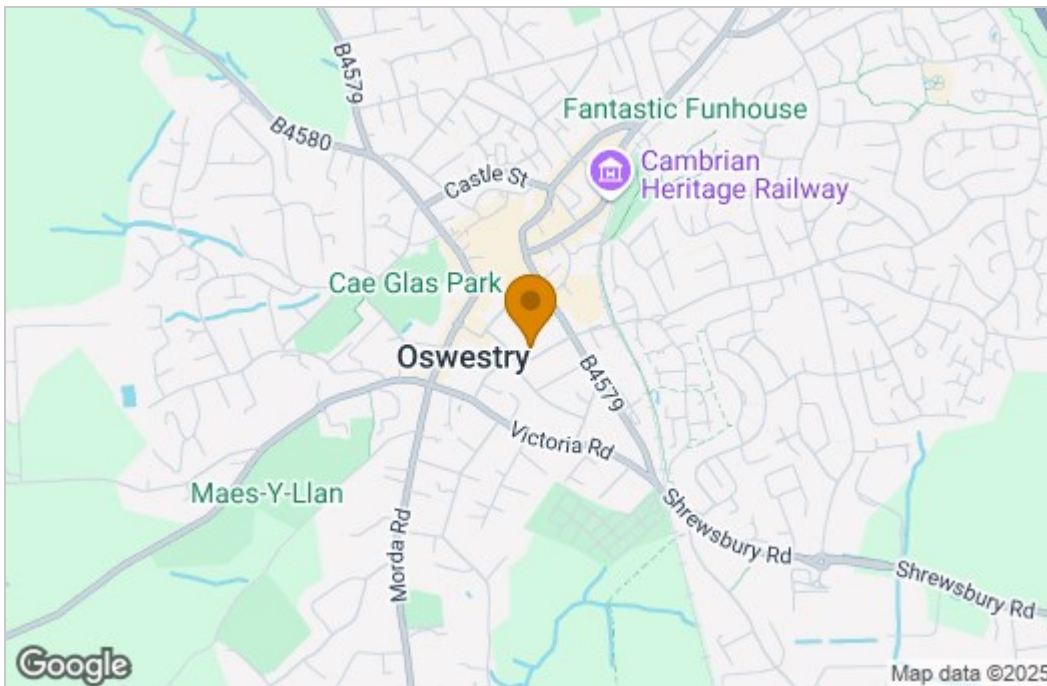 B4579
B4580
Fantastic Funhouse
Castle St
Cambrian
Heritage Railway
Cae Glas Park
Oswestry
B4579
Victoria Rd
Maes-Y-Llan
Morda Rd
Shrewsbury Rd
Shrewsbury Rd
Google
Map data ©2025